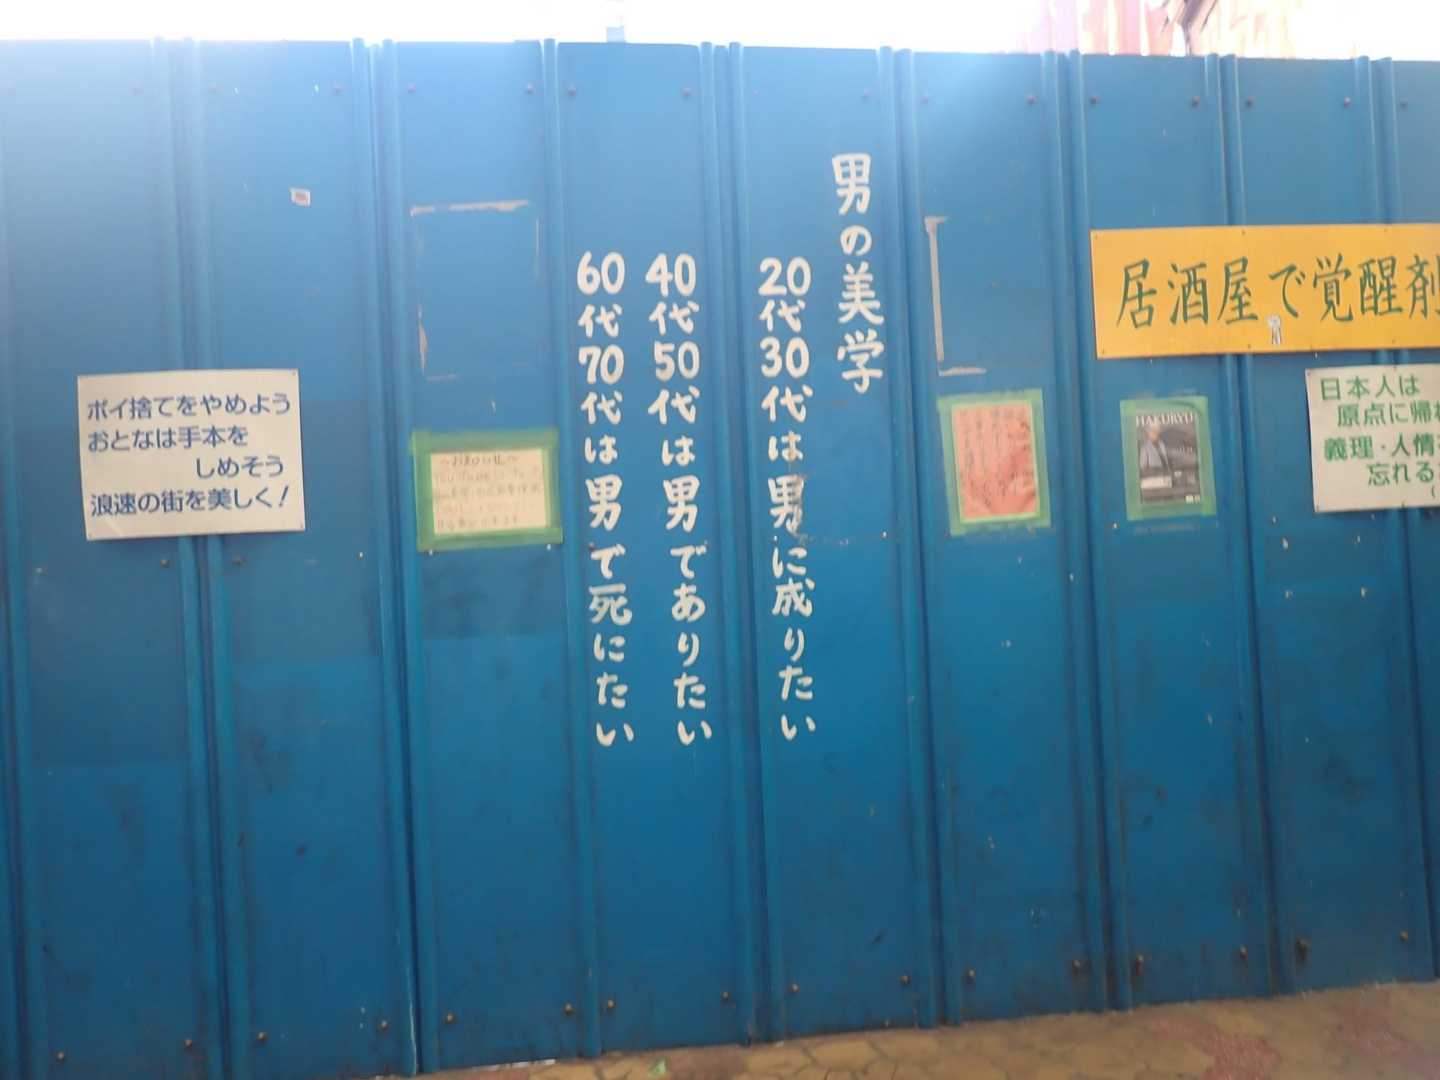 ポイ捨てをやめよう
おとなは手本を
しめそう
浪速の街を美しく!
～お知らせ～
男の美学
20代30代は男に成りたい
40代50代は男でありたい
60代70代は男で死にたい
HAKURYU
居酒屋で覚醒剤
日本人は
原点に帰
義理・人情
忘れる